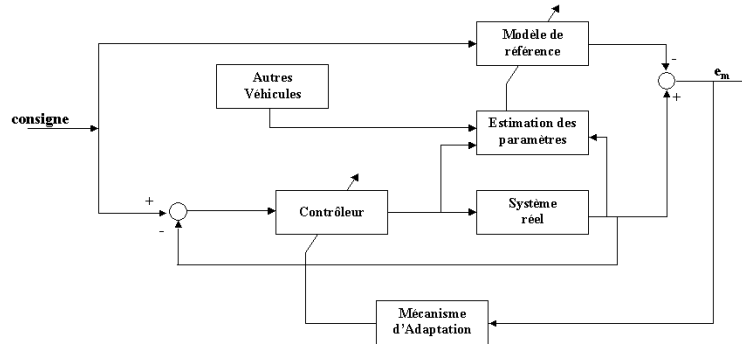 Modèle de
référence
-
e_m
+
Autres
Véhicules
consigne
Estimation des
paramètres
+
-
Contrôleur
Système
réel
Mécanisme
d'Adaptation